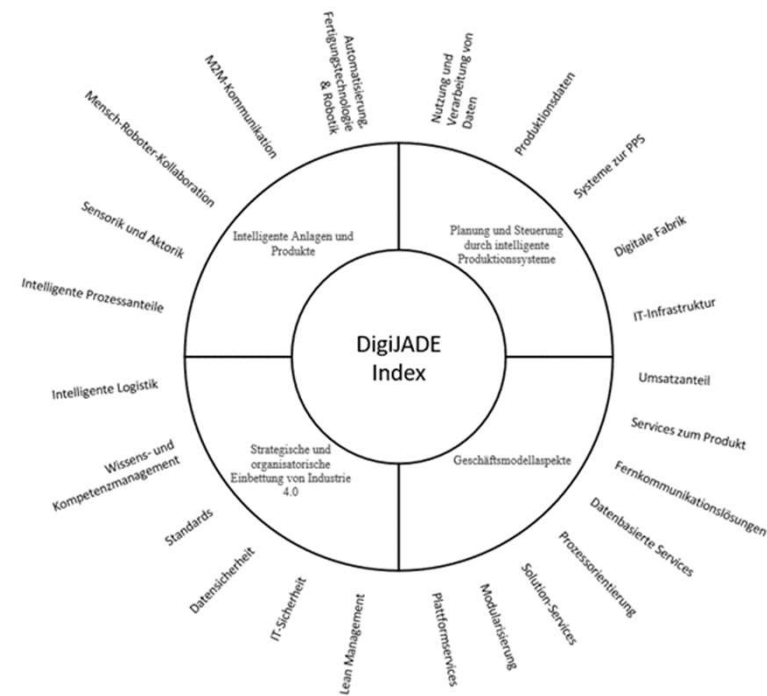 DigiJADE
Index
Intelligente Anlagen und
Produkte
Planung und Steuerung
durch intelligente
Produktionssysteme
Geschäftsmodellaspekte
Strategische und
organisatorische
Einbettung von Industrie
4.0
Nutzung und
Verarbeitung von
Daten
Produktionsdaten
Systeme zur PPS
Digitale Fabrik
IT-Infrastruktur
Umsatzanteil
Services zum Produkt
Fernkommunikationslösungen
Datenbasierte Services
Prozessorientierung
Solution-Services
Modularisierung
Plattformservices
Lean Management
IT-Sicherheit
Datensicherheit
Standards
Wissens- und
Kompetenzmanagement
Intelligente Logistik
Intelligente Prozessanteile
Sensorik und Aktorik
Mensch-Roboter-Kollaboration
M2M-Kommunikation
Automatisierung,
Fertigungstechnologie
& Robotik